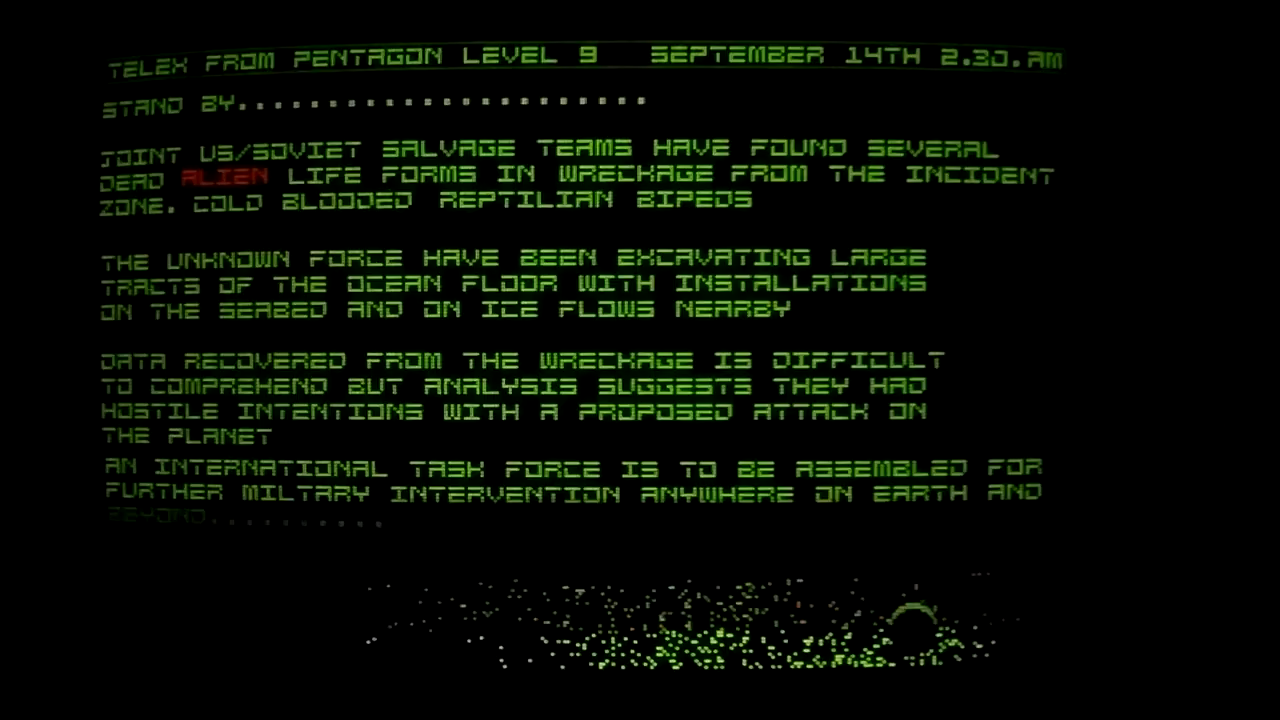 TELEX FROM PENTAGON LEVEL 9 SEPTEMBER 14TH 2.30.AM
STAND BY.......................
JOINT US/SOVIET SALVAGE TEAMS HAVE FOUND SEVERAL
DEAD ALIEN LIFE FORMS IN WRECKAGE FROM THE INCIDENT
ZONE. COLD BLOODED REPTILIAN BIPEDS
THE UNKNOWN FORCE HAVE BEEN EXCAVATING LARGE
TRACTS OF THE OCEAN FLOOR WITH INSTALLATIONS
ON THE SEABED AND ON ICE FLOWS NEARBY
DATA RECOVERED FROM THE WRECKAGE IS DIFFICULT
TO COMPREHEND BUT ANALYSIS SUGGESTS THEY HAD
HOSTILE INTENTIONS WITH A PROPOSED ATTACK ON
THE PLANET
AN INTERNATIONAL TASK FORCE IS TO BE ASSEMBLED FOR
FURTHER MILTARY INTERVENTION ANYWHERE ON EARTH AND
BEYOND..........